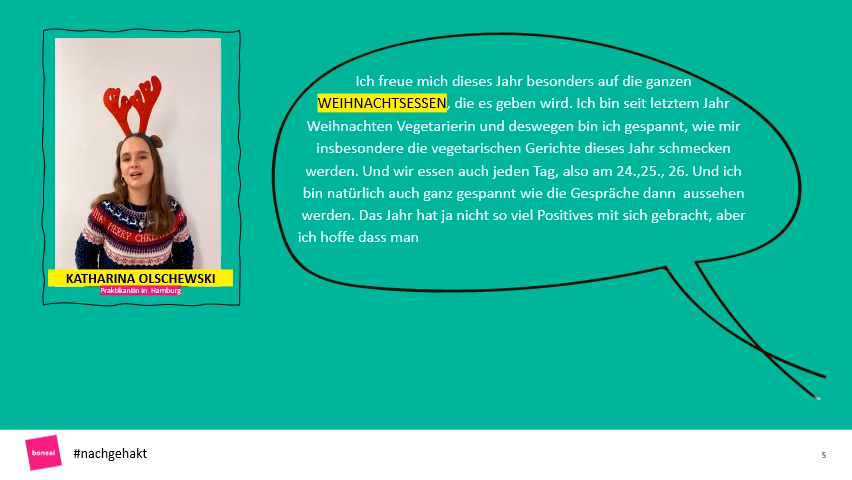 Ich freue mich dieses Jahr besonders auf die ganzen
WEIHNACHTSESSEN, die es geben wird. Ich bin seit letztem Jahr
Weihnachten Vegetarierin und deswegen bin ich gespannt, wie mir
insbesondere die vegetarischen Gerichte dieses Jahr schmecken
werden. Und wir essen auch jeden Tag, also am 24.,25., 26. Und ich
bin natürlich auch ganz gespannt wie die Gespräche dann aussehen
werden. Das Jahr hat ja nicht so viel Positives mit sich gebracht, aber
ich hoffe dass man
MERRY CHRISTMAS
KATHARINA OLSCHEWSKI
Praktikantin in Hamburg
bonsai
#nachgehakt
5